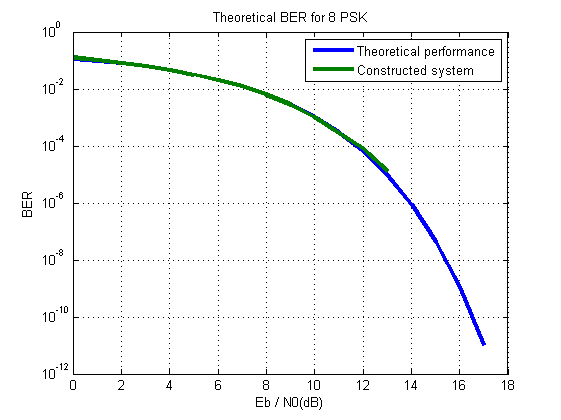 Theoretical BER for 8 PSK
Theoretical performance
Constructed system
10^0
10^-2
10^-4
10^-6
10^-8
10^-10
10^-12
BER
0 2 4 6 8 10 12 14 16 18
Eb / N0(dB)